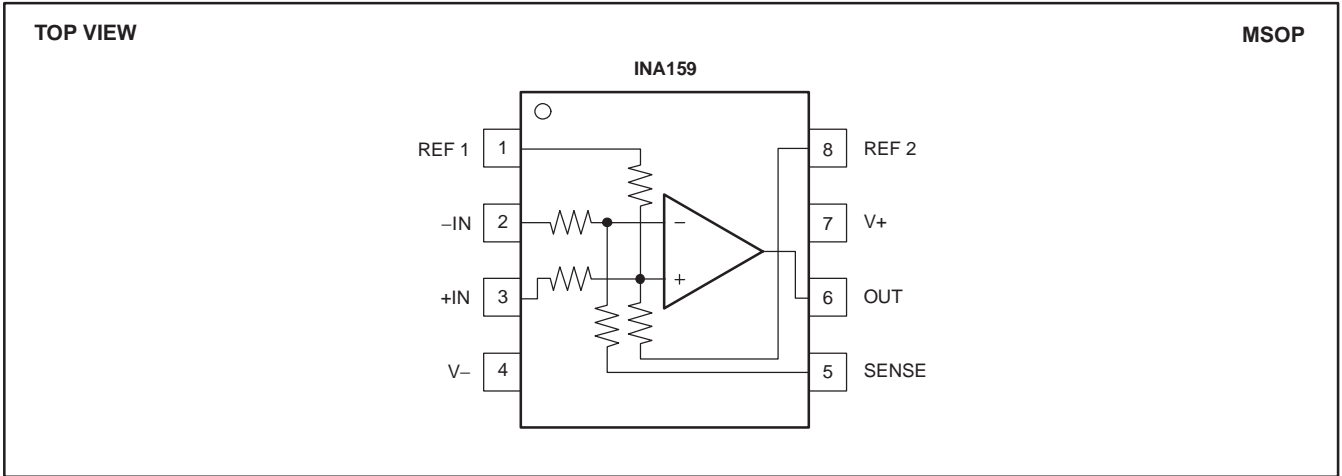 TOP VIEW
MSOP
INA159
REF 1 1
8 REF 2
−IN 2
−
7 V+
+IN 3
+
6 OUT
V− 4
5 SENSE